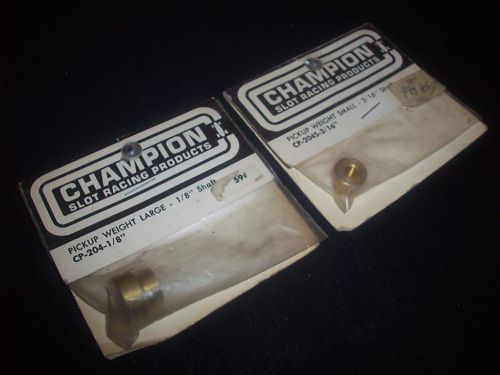 CHAMPION
SLOT RACING PRODUCTS
PICKUP WEIGHT LARGE - 1/8" Shaft
59¢
CP-204-1/8"
CHAMPION
SLOT RACING PRODUCTS
PICKUP WEIGHT SMALL - 3/16"
CP-204S-3/16"